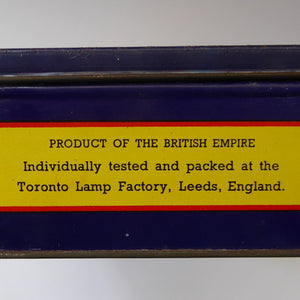 PRODUCT OF THE BRITISH EMPIRE
Individually tested and packed at the
Toronto Lamp Factory, Leeds, England.